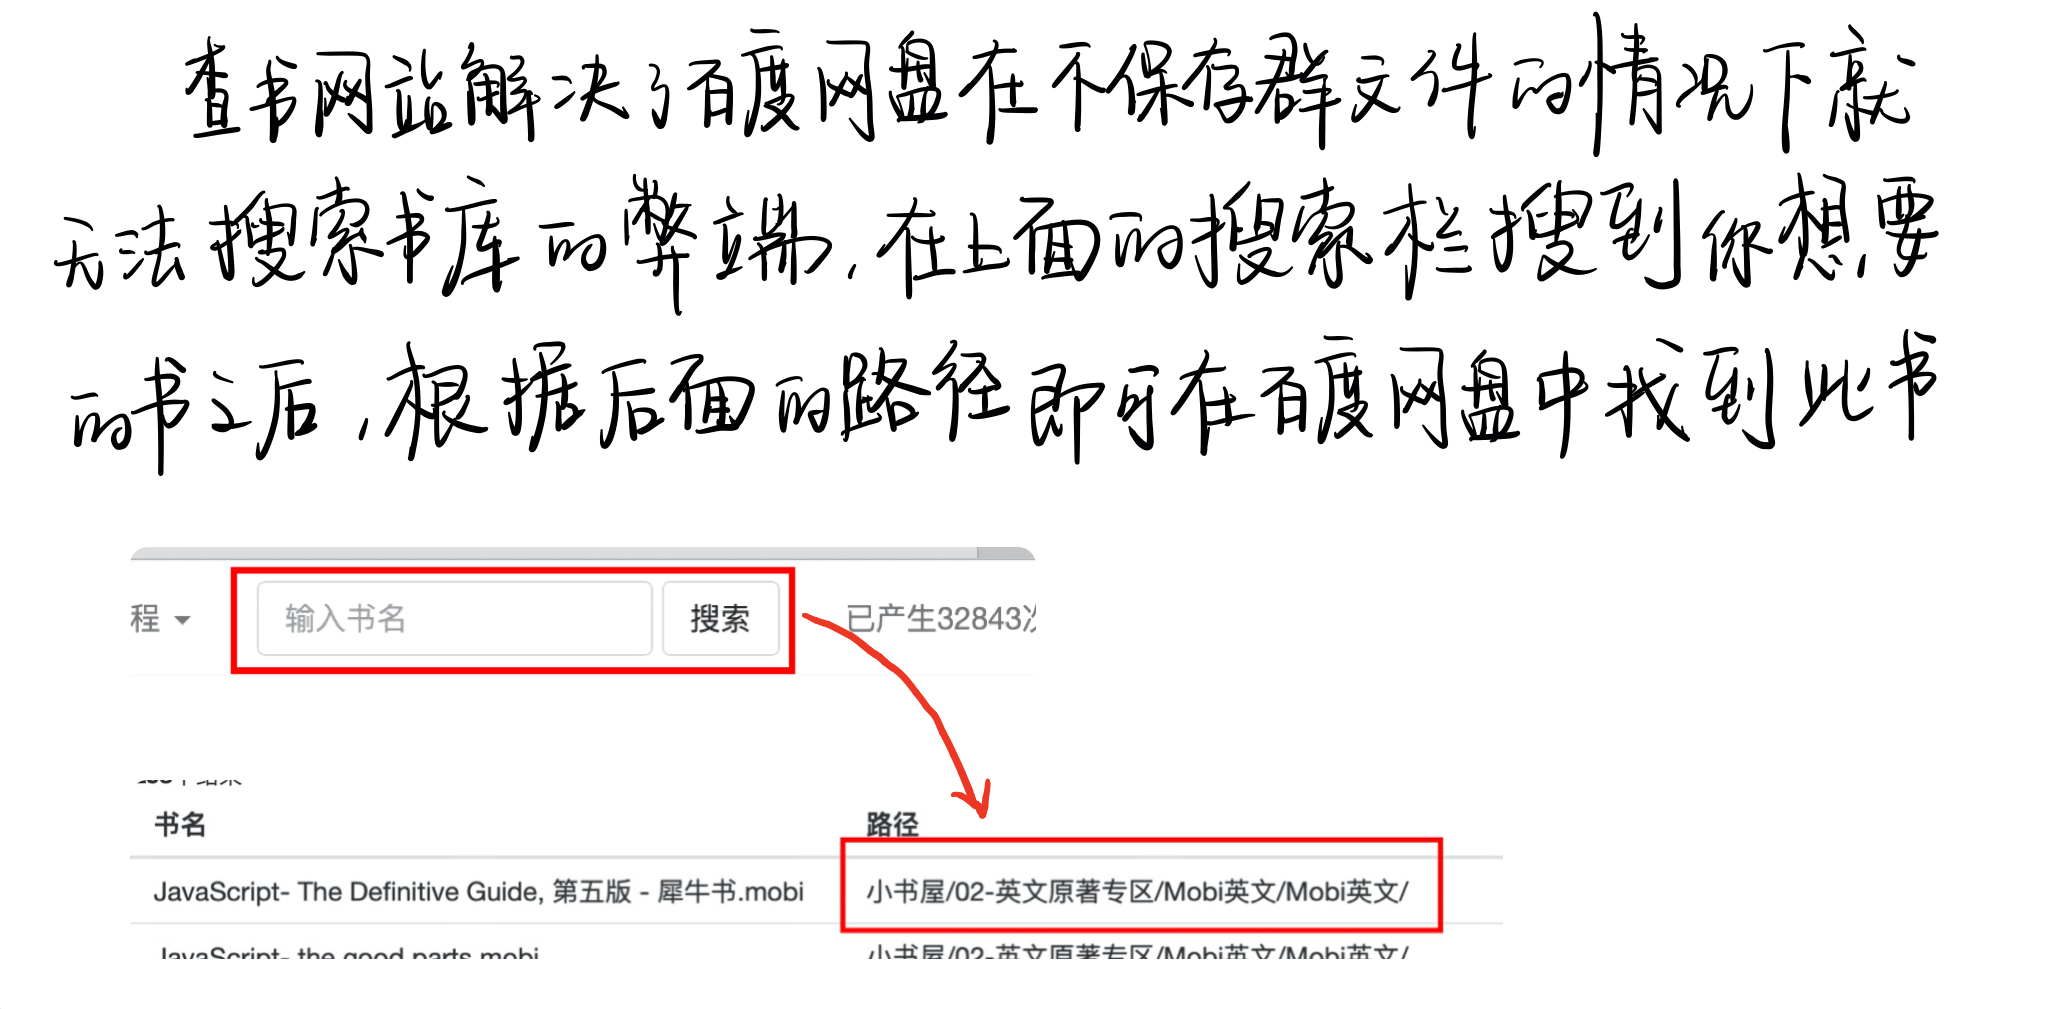 查书网站解决了百度网盘在不保存群文件的情况下就
无法搜索书库的弊端,在上面的搜索栏搜到你想要
的书之后,根据后面的路径即可在百度网盘中找到此书
程
输入书名
搜索
已产生32843次
个结果
书名
路径
JavaScript- The Definitive Guide, 第五版 - 犀牛书.mobi
小书屋/02-英文原著专区/Mobi英文/Mobi英文/
JavaScript- the good parts.mobi
小书屋/02-英文原著专区/Mobi英文/Mobi英文/